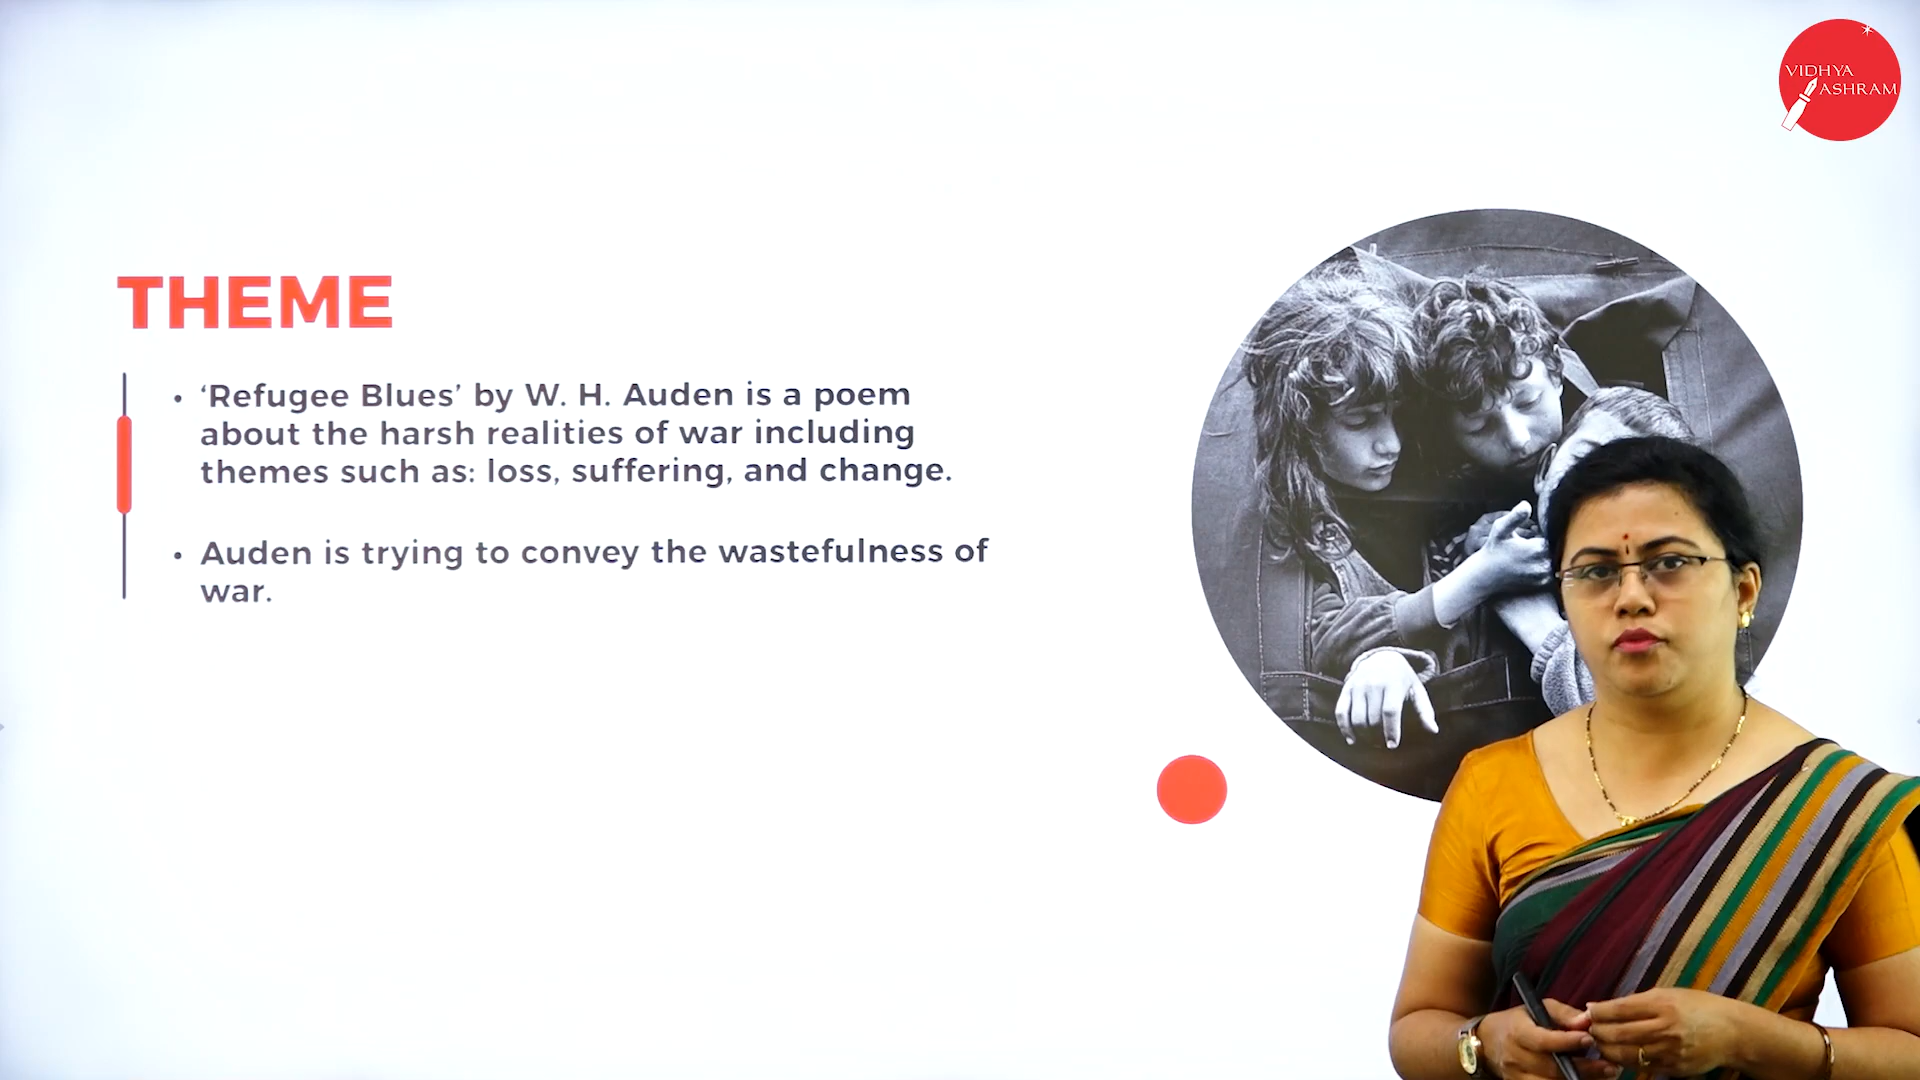 VIDHYA
ASHRAM
THEME
• ‘Refugee Blues’ by W. H. Auden is a poem
about the harsh realities of war including
themes such as: loss, suffering, and change.
• Auden is trying to convey the wastefulness of
war.